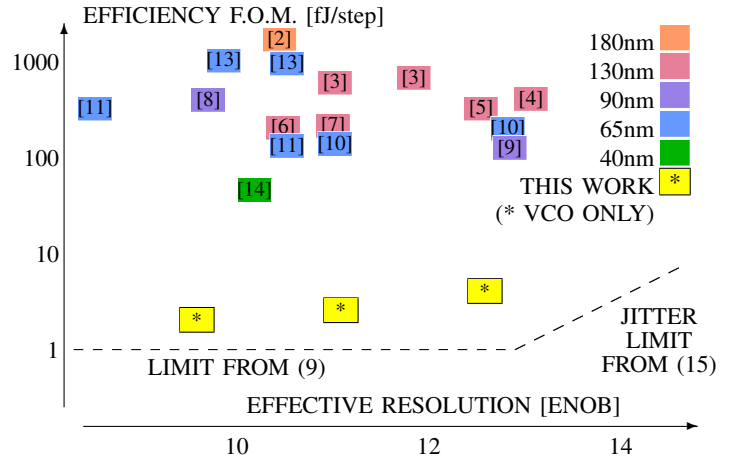 EFFICIENCY F.O.M. [fJ/step]
1000
100
10
1
[2]
[13]
[13]
[3]
[3]
[11]
[8]
[5]
[4]
[6]
[7]
[10]
[11]
[10]
[9]
[14]
180nm
130nm
90nm
65nm
40nm
THIS WORK *
(* VCO ONLY)
*
*
*
LIMIT FROM (9)
JITTER
LIMIT
FROM (15)
EFFECTIVE RESOLUTION [ENOB]
10
12
14